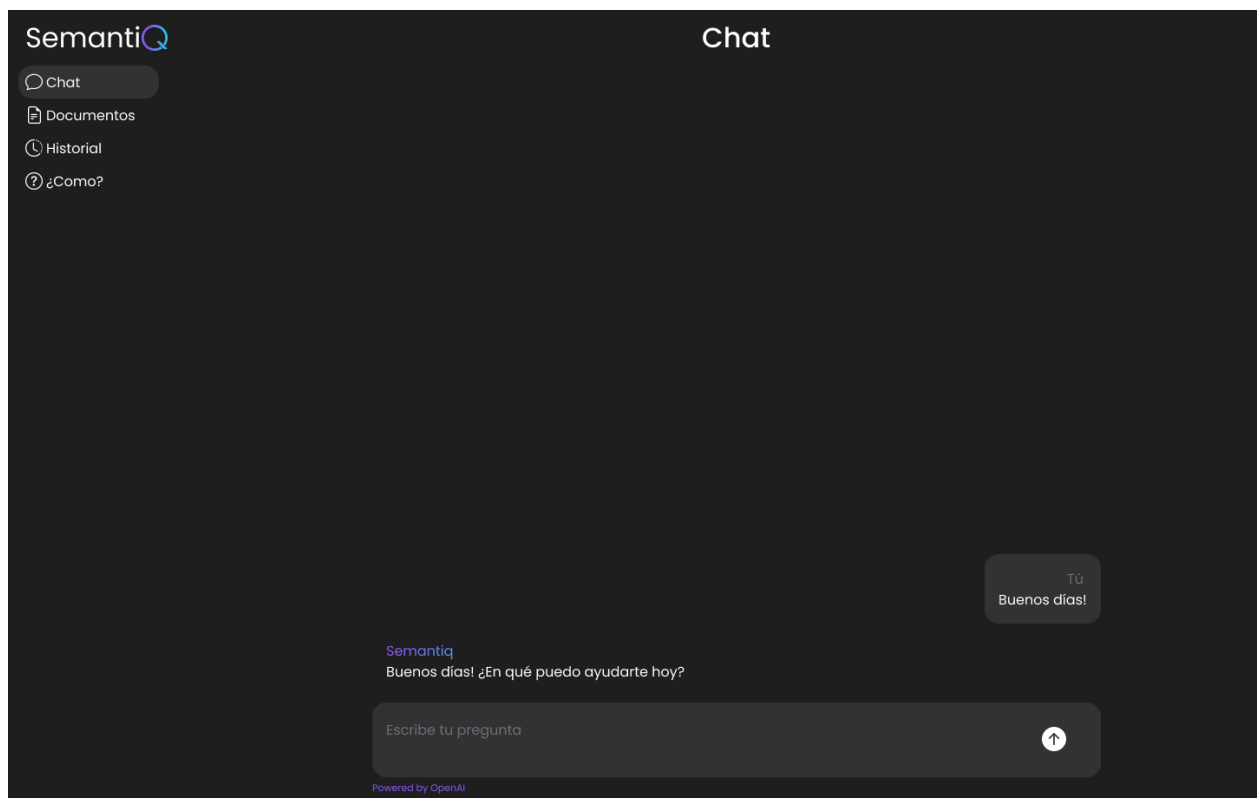 SemantiQ
Chat
Chat
Documentos
Historial
¿Como?
Tú
Buenos días!
Semantiq
Buenos días! ¿En qué puedo ayudarte hoy?
Escribe tu pregunta
Powered by OpenAI